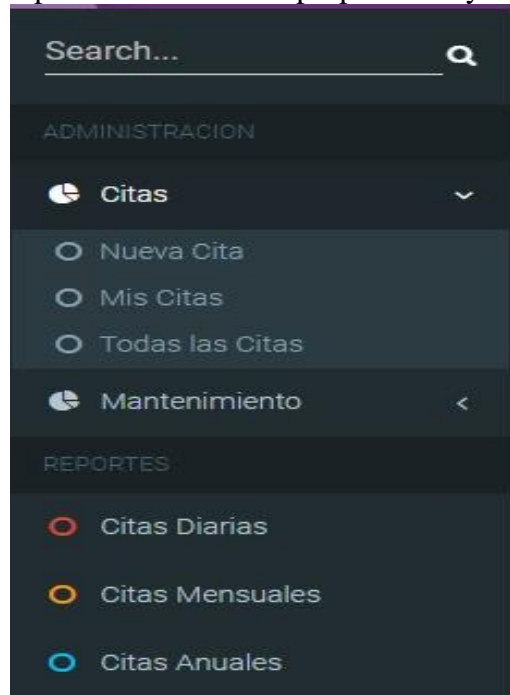 Search...
ADMINISTRACION
Citas
Nueva Cita
Mis Citas
Todas las Citas
Mantenimiento
REPORTES
Citas Diarias
Citas Mensuales
Citas Anuales